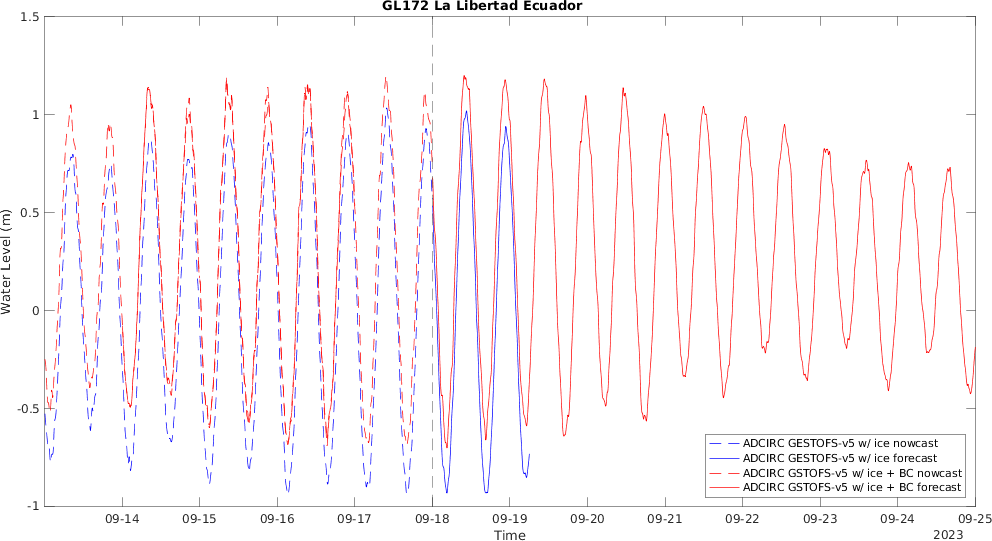 GL172 La Libertad Ecuador
1.5
1
0.5
0
-0.5
-1
Water Level (m)
ADCIRC GESTOFS-v5 w/ ice nowcast
ADCIRC GESTOFS-v5 w/ ice forecast
ADCIRC GSTOFS-v5 w/ ice + BC nowcast
ADCIRC GSTOFS-v5 w/ ice + BC forecast
09-14 09-15 09-16 09-17 09-18 09-19 09-20 09-21 09-22 09-23 09-24 09-25
Time
2023